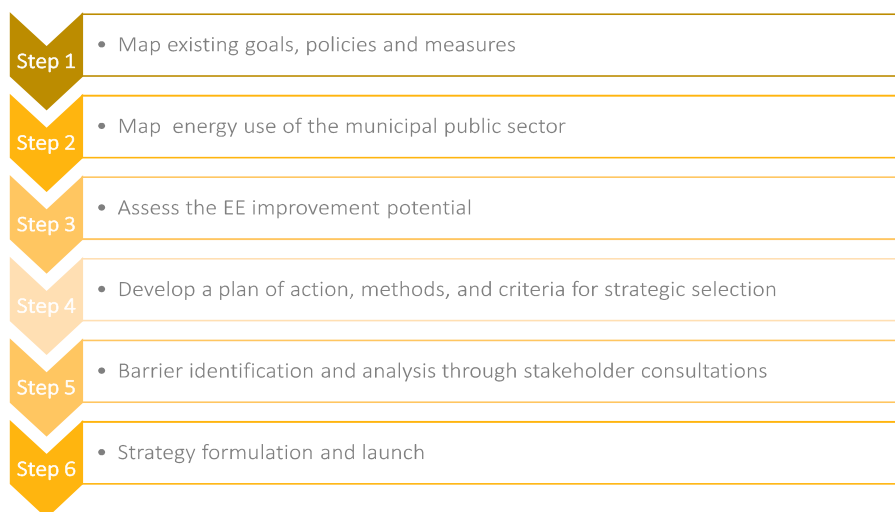 Step 1
• Map existing goals, policies and measures
Step 2
• Map  energy use of the municipal public sector
Step 3
• Assess the EE improvement potential
Step 4
• Develop a plan of action, methods, and criteria for strategic selection
Step 5
• Barrier identification and analysis through stakeholder consultations
Step 6
• Strategy formulation and launch